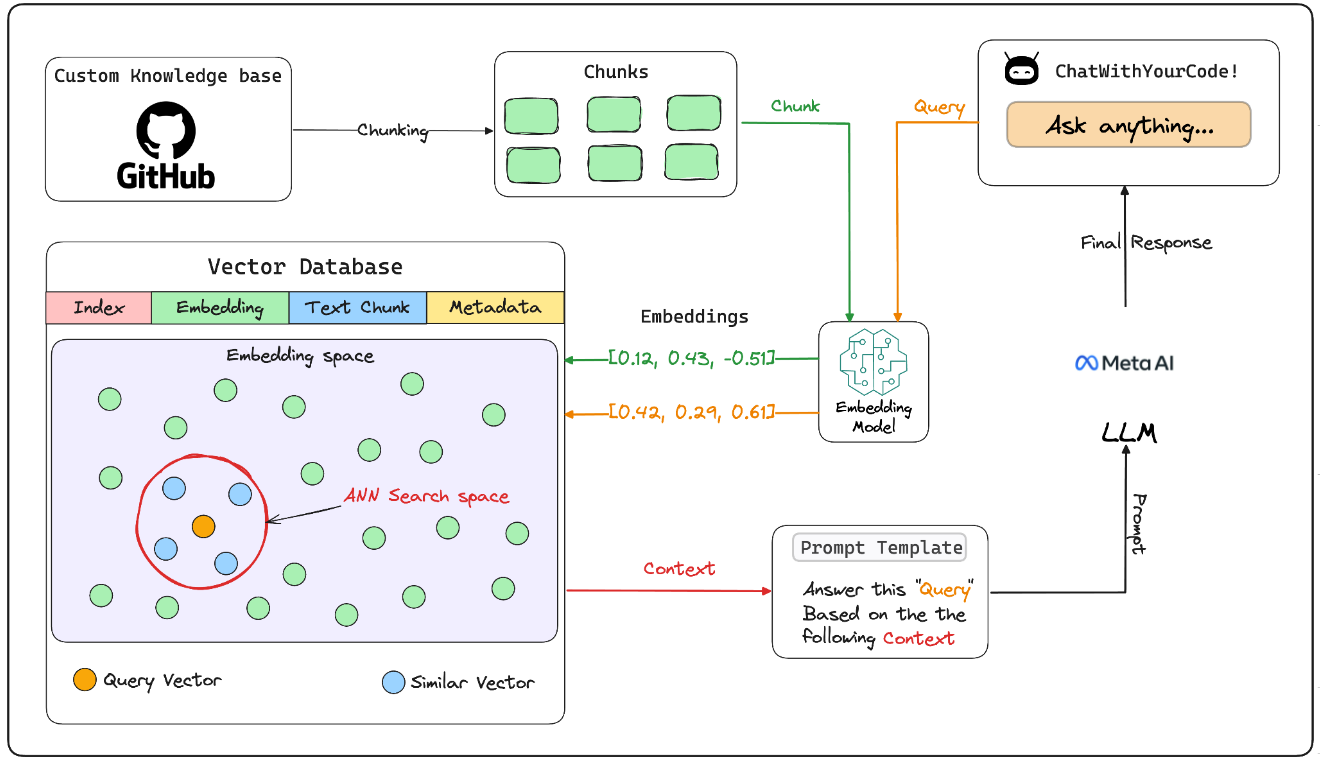 Custom Knowledge base
GitHub
Chunking
Chunks
Chunk
Query
ChatWithYourCode!
Ask anything...
Final Response
Vector Database
Index
Embedding
Text Chunk
Metadata
Embedding space
ANN Search space
Query Vector
Similar Vector
Embeddings
[0.12, 0.43, -0.51]
[0.42, 0.29, 0.61]
Embedding
Model
Meta AI
LLM
Prompt
Context
Prompt Template
Answer this "Query"
Based on the the
following Context